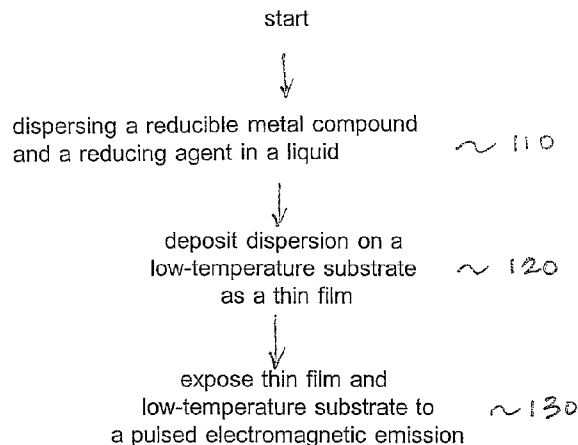 start
dispersing a reducible metal compound
and a reducing agent in a liquid ~ 110
deposit dispersion on a
low-temperature substrate ~ 120
as a thin film
expose thin film and
low-temperature substrate to ~130
a pulsed electromagnetic emission